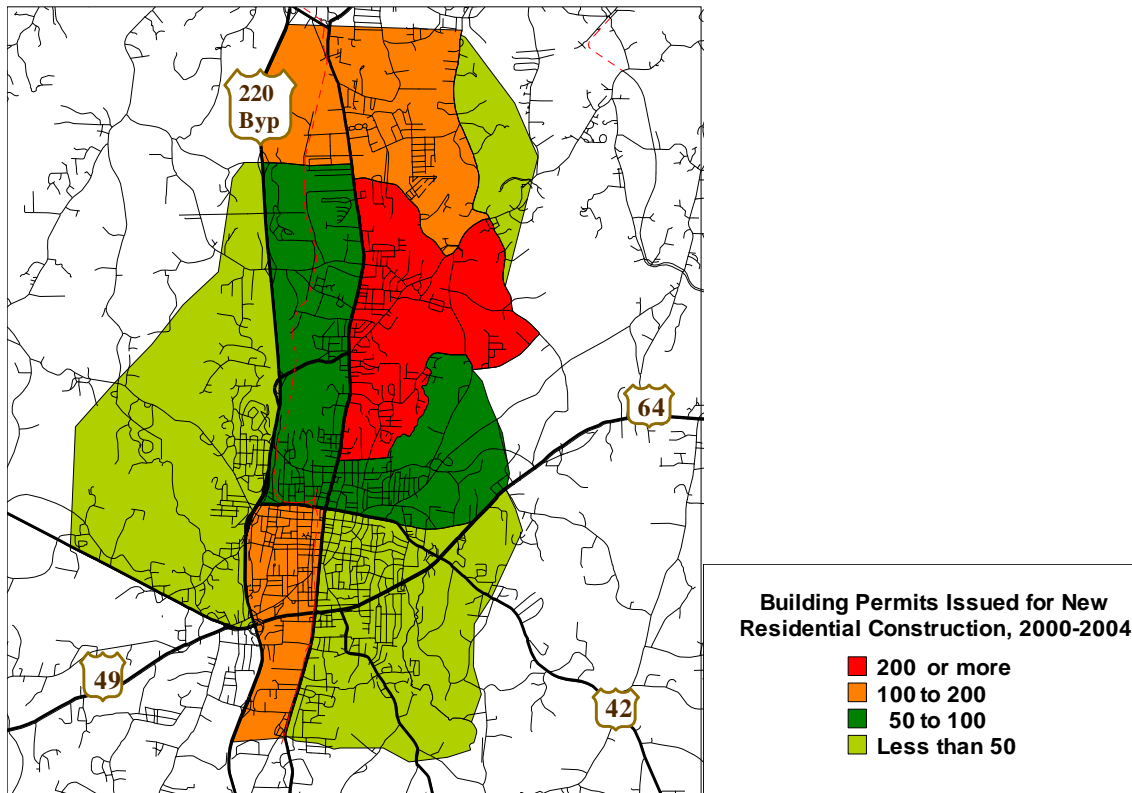 220
Byp
64
49
42
Building Permits Issued for New
Residential Construction, 2000-2004
200 or more
100 to 200
50 to 100
Less than 50